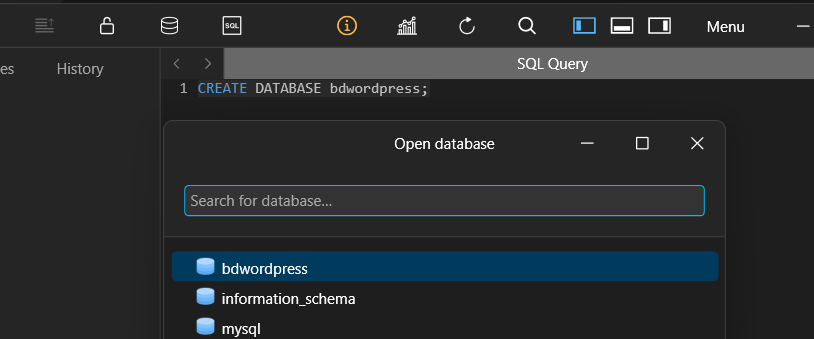 SQL
Menu
es
History
SQL Query
1 CREATE DATABASE bdwordpress;
Open database
Search for database...
bdwordpress
information_schema
mysql